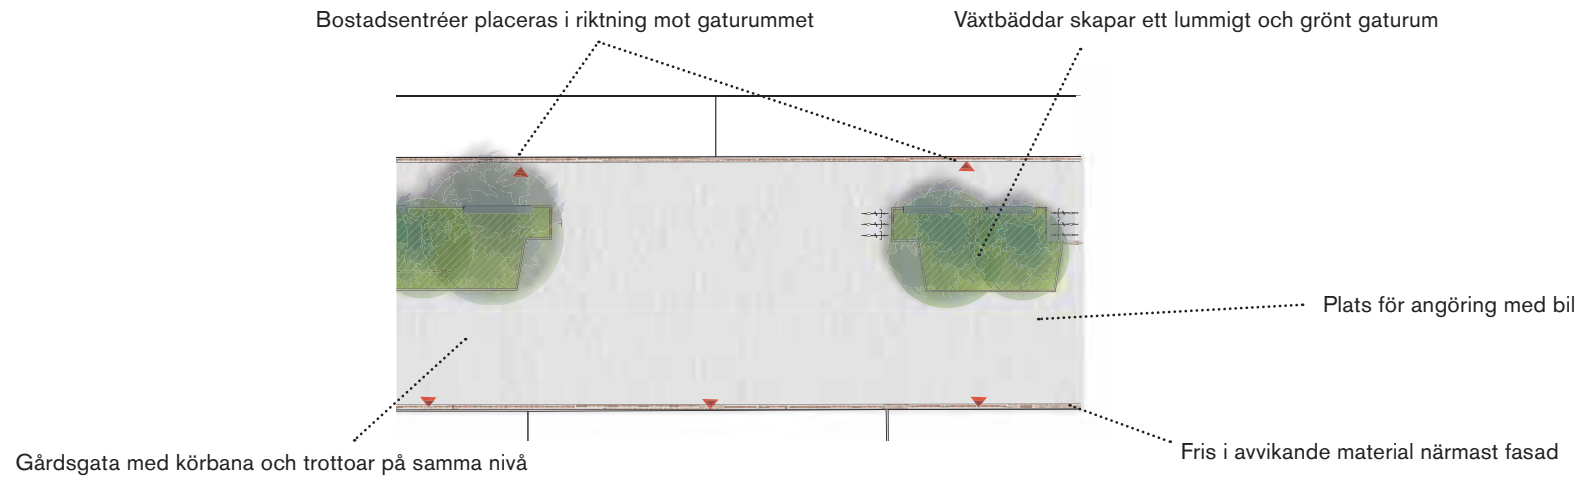 Bostadsentréer placeras i riktning mot gaturummet
Växtbäddar skapar ett lummigt och grönt gaturum
Plats för angöring med bil
Fris i avvikande material närmast fasad
Gårdsgata med körbana och trottoar på samma nivå